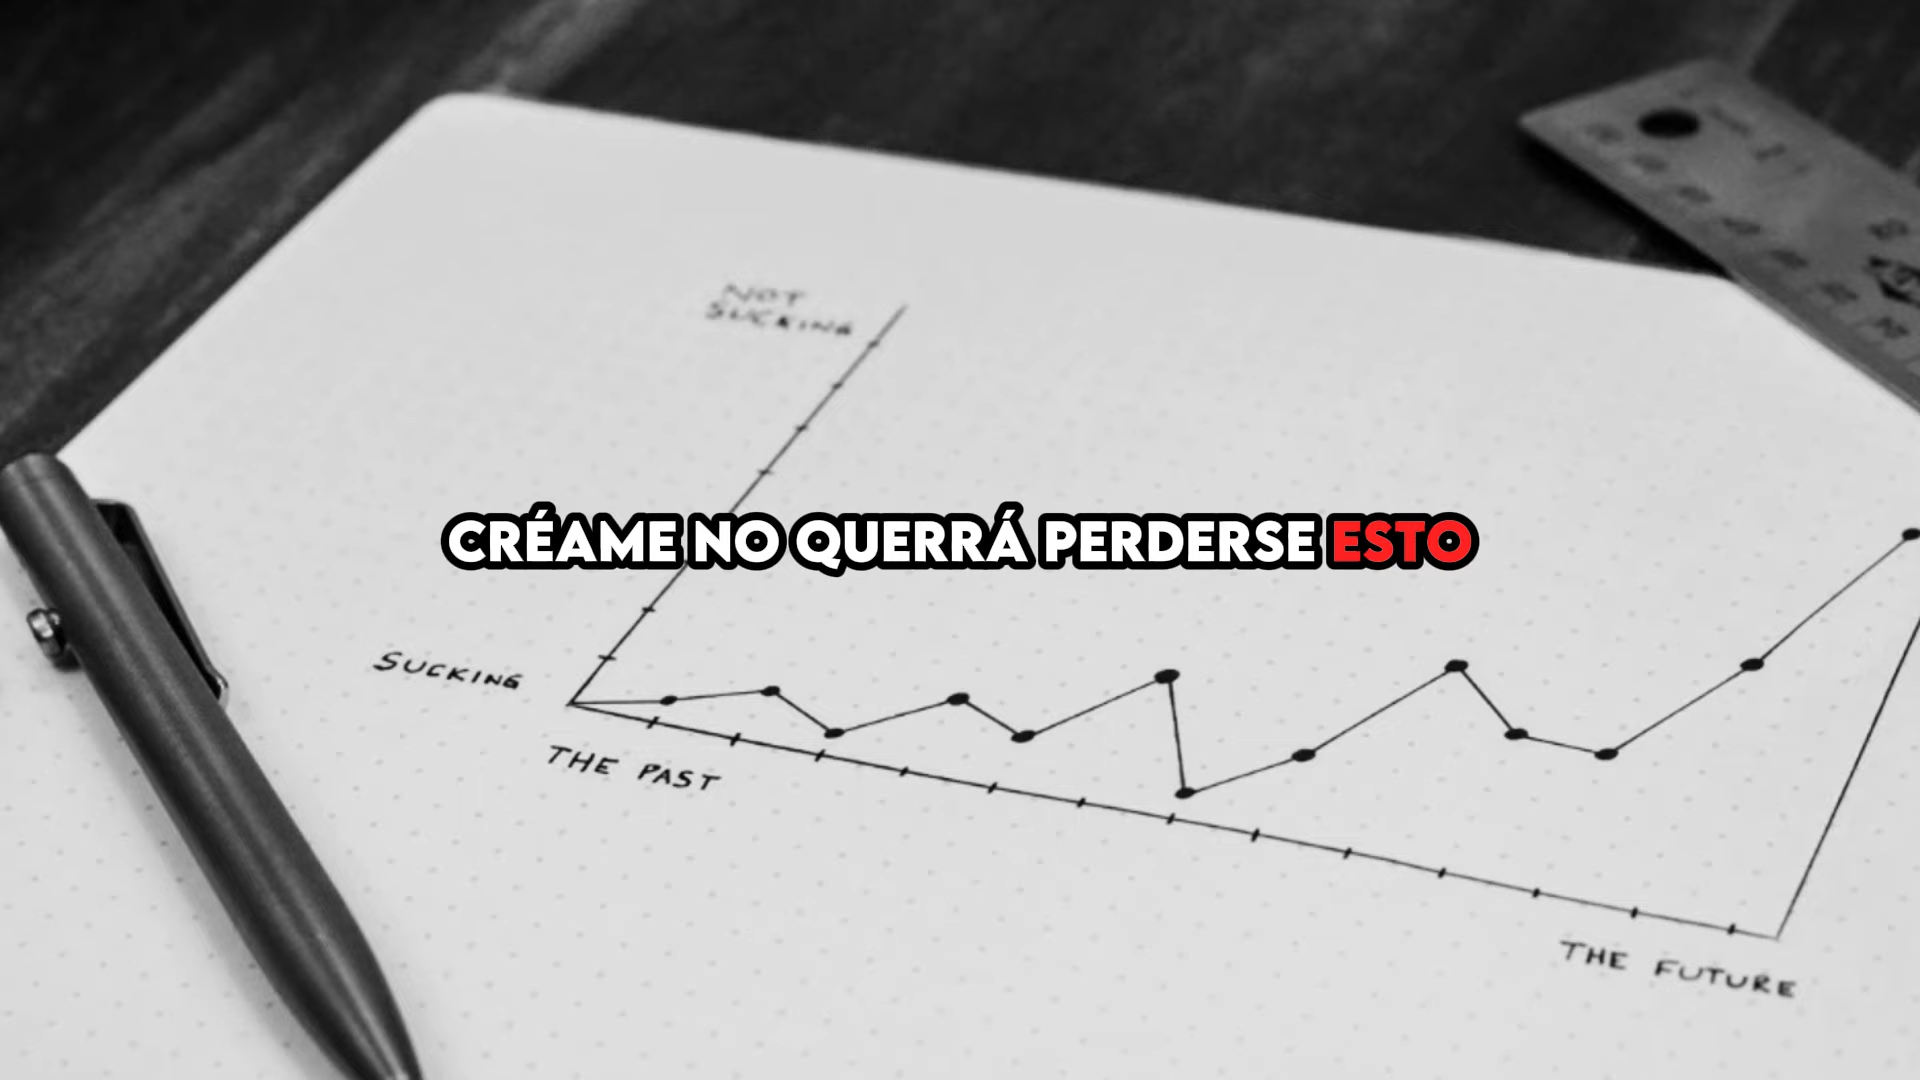 NOT
SUCKING
CRÉAME NO QUERRÁ PERDERSE ESTO
SUCKING
THE PAST
THE FUTURE